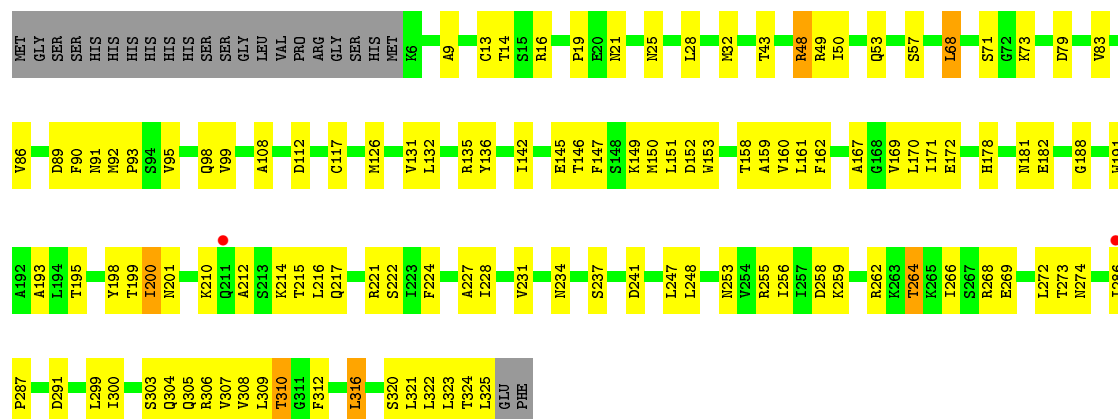 MET GLY SER SER HIS HIS HIS HIS HIS HIS SER SER GLY LEU VAL PRO ARG GLY SER HIS MET K6 A9 C13 T14 S15 R16 P19 E20 N21 N25 L28 M32 T43 R48 R49 I50 Q53 S57 L68 S71 G72 K73 D79 V83
V86 D89 F90 N91 M92 P93 S94 V95 Q98 V99 A108 D112 C117 M126 V131 L132 R135 Y136 I142 E145 T146 F147 S148 K149 M150 L151 D152 W153 T158 A159 V160 L161 F162 A167 G168 V169 L170 I171 E172 H178 N181 E182 G188 W191
A192 A193 L194 T195 Y198 T199 I200 N201 K210 Q211 A212 S213 K214 T215 L216 Q217 R221 S222 I223 F224 A227 I228 V231 N234 S237 D241 L247 L248 N253 V254 R255 I256 I257 D258 K259 R262 K263 T264 K265 I266 S267 R268 E269 L272 T273 N274 I286
P287 D291 L299 I300 S303 Q304 Q305 R306 V307 V308 L309 T310 G311 F312 L316 S320 L321 L322 L323 T324 L325 GLU PHE